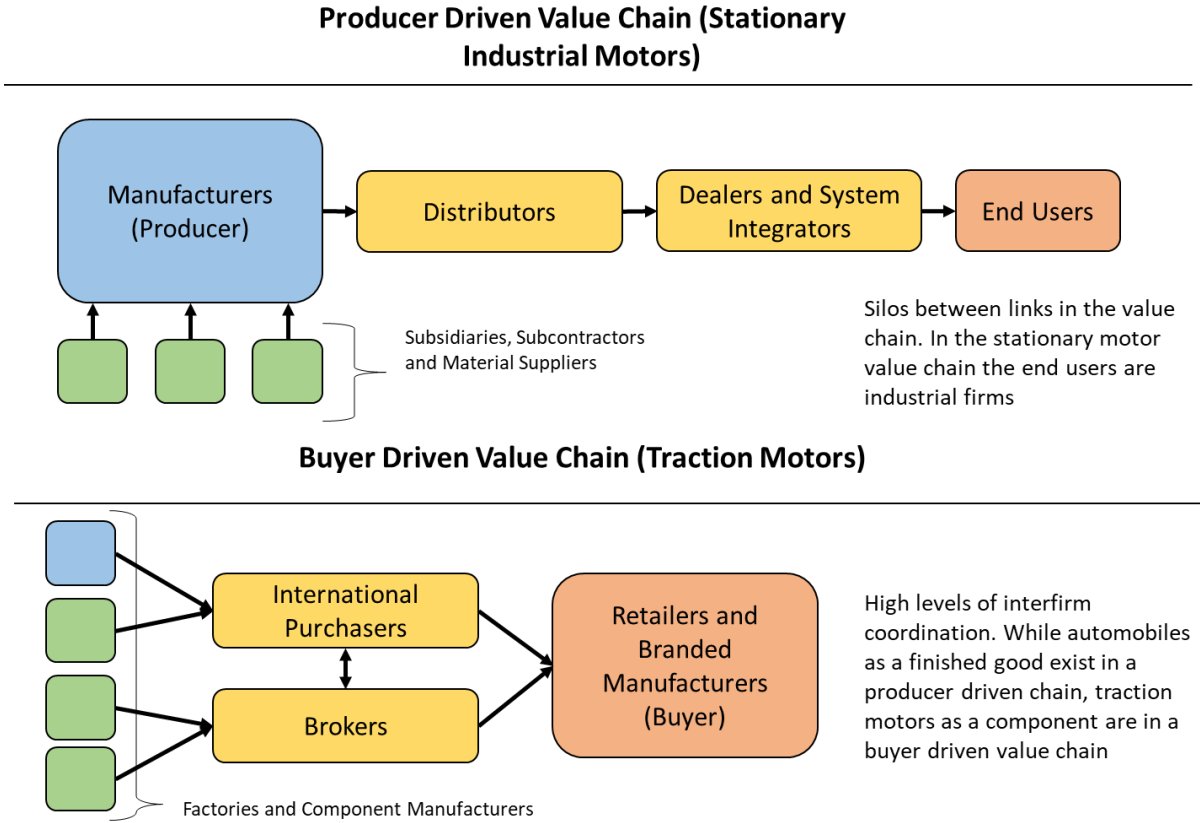 Producer Driven Value Chain (Stationary
Industrial Motors)
Manufacturers
(Producer)
Distributors
Dealers and System
Integrators
End Users
Subsidiaries, Subcontractors
and Material Suppliers
Silos between links in the value
chain. In the stationary motor
value chain the end users are
industrial firms
Buyer Driven Value Chain (Traction Motors)
International
Purchasers
Brokers
Retailers and
Branded
Manufacturers
(Buyer)
High levels of interfirm
coordination. While automobiles
as a finished good exist in a
producer driven chain, traction
motors as a component are in a
buyer driven value chain
Factories and Component Manufacturers